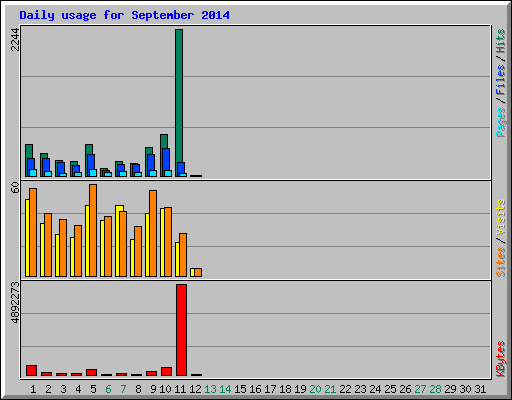 Daily usage for September 2014
2244
Pages / Files / Hits
60
Sites / Visits
4892273
KBytes
1 2 3 4 5 6 7 8 9 10 11 12 13 14 15 16 17 18 19 20 21 22 23 24 25 26 27 28 29 30 31